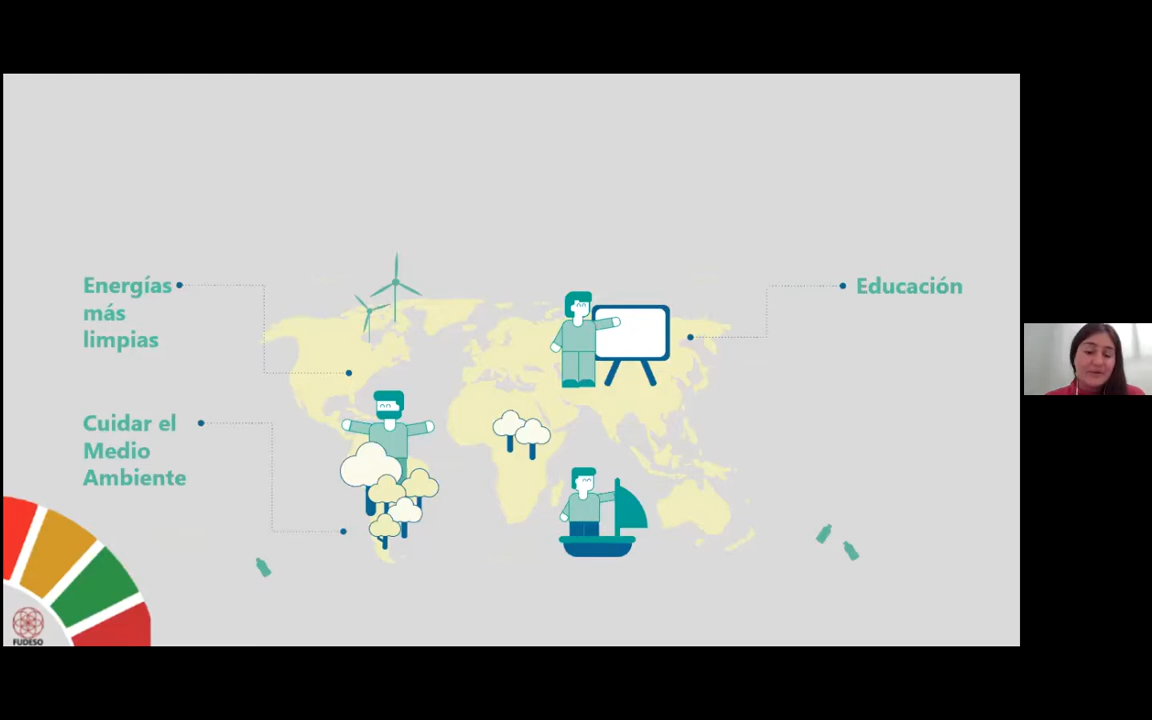 Energías
más
limpias
Educación
Cuidar el
Medio
Ambiente
FUDESO